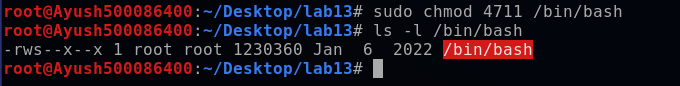 root@Ayush500086400:~/Desktop/lab13# sudo chmod 4711 /bin/bash
root@Ayush500086400:~/Desktop/lab13# ls -l /bin/bash
-rws--x--x 1 root root 1230360 Jan  6  2022 /bin/bash
root@Ayush500086400:~/Desktop/lab13#